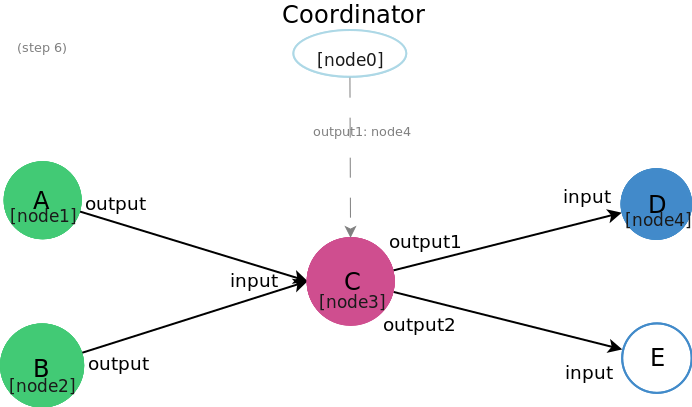 Coordinator
(step 6)
[node0]
output1: node4
A
[node1]
output
input
D
[node4]
output1
input
C
[node3]
output2
B
[node2]
output
E
input